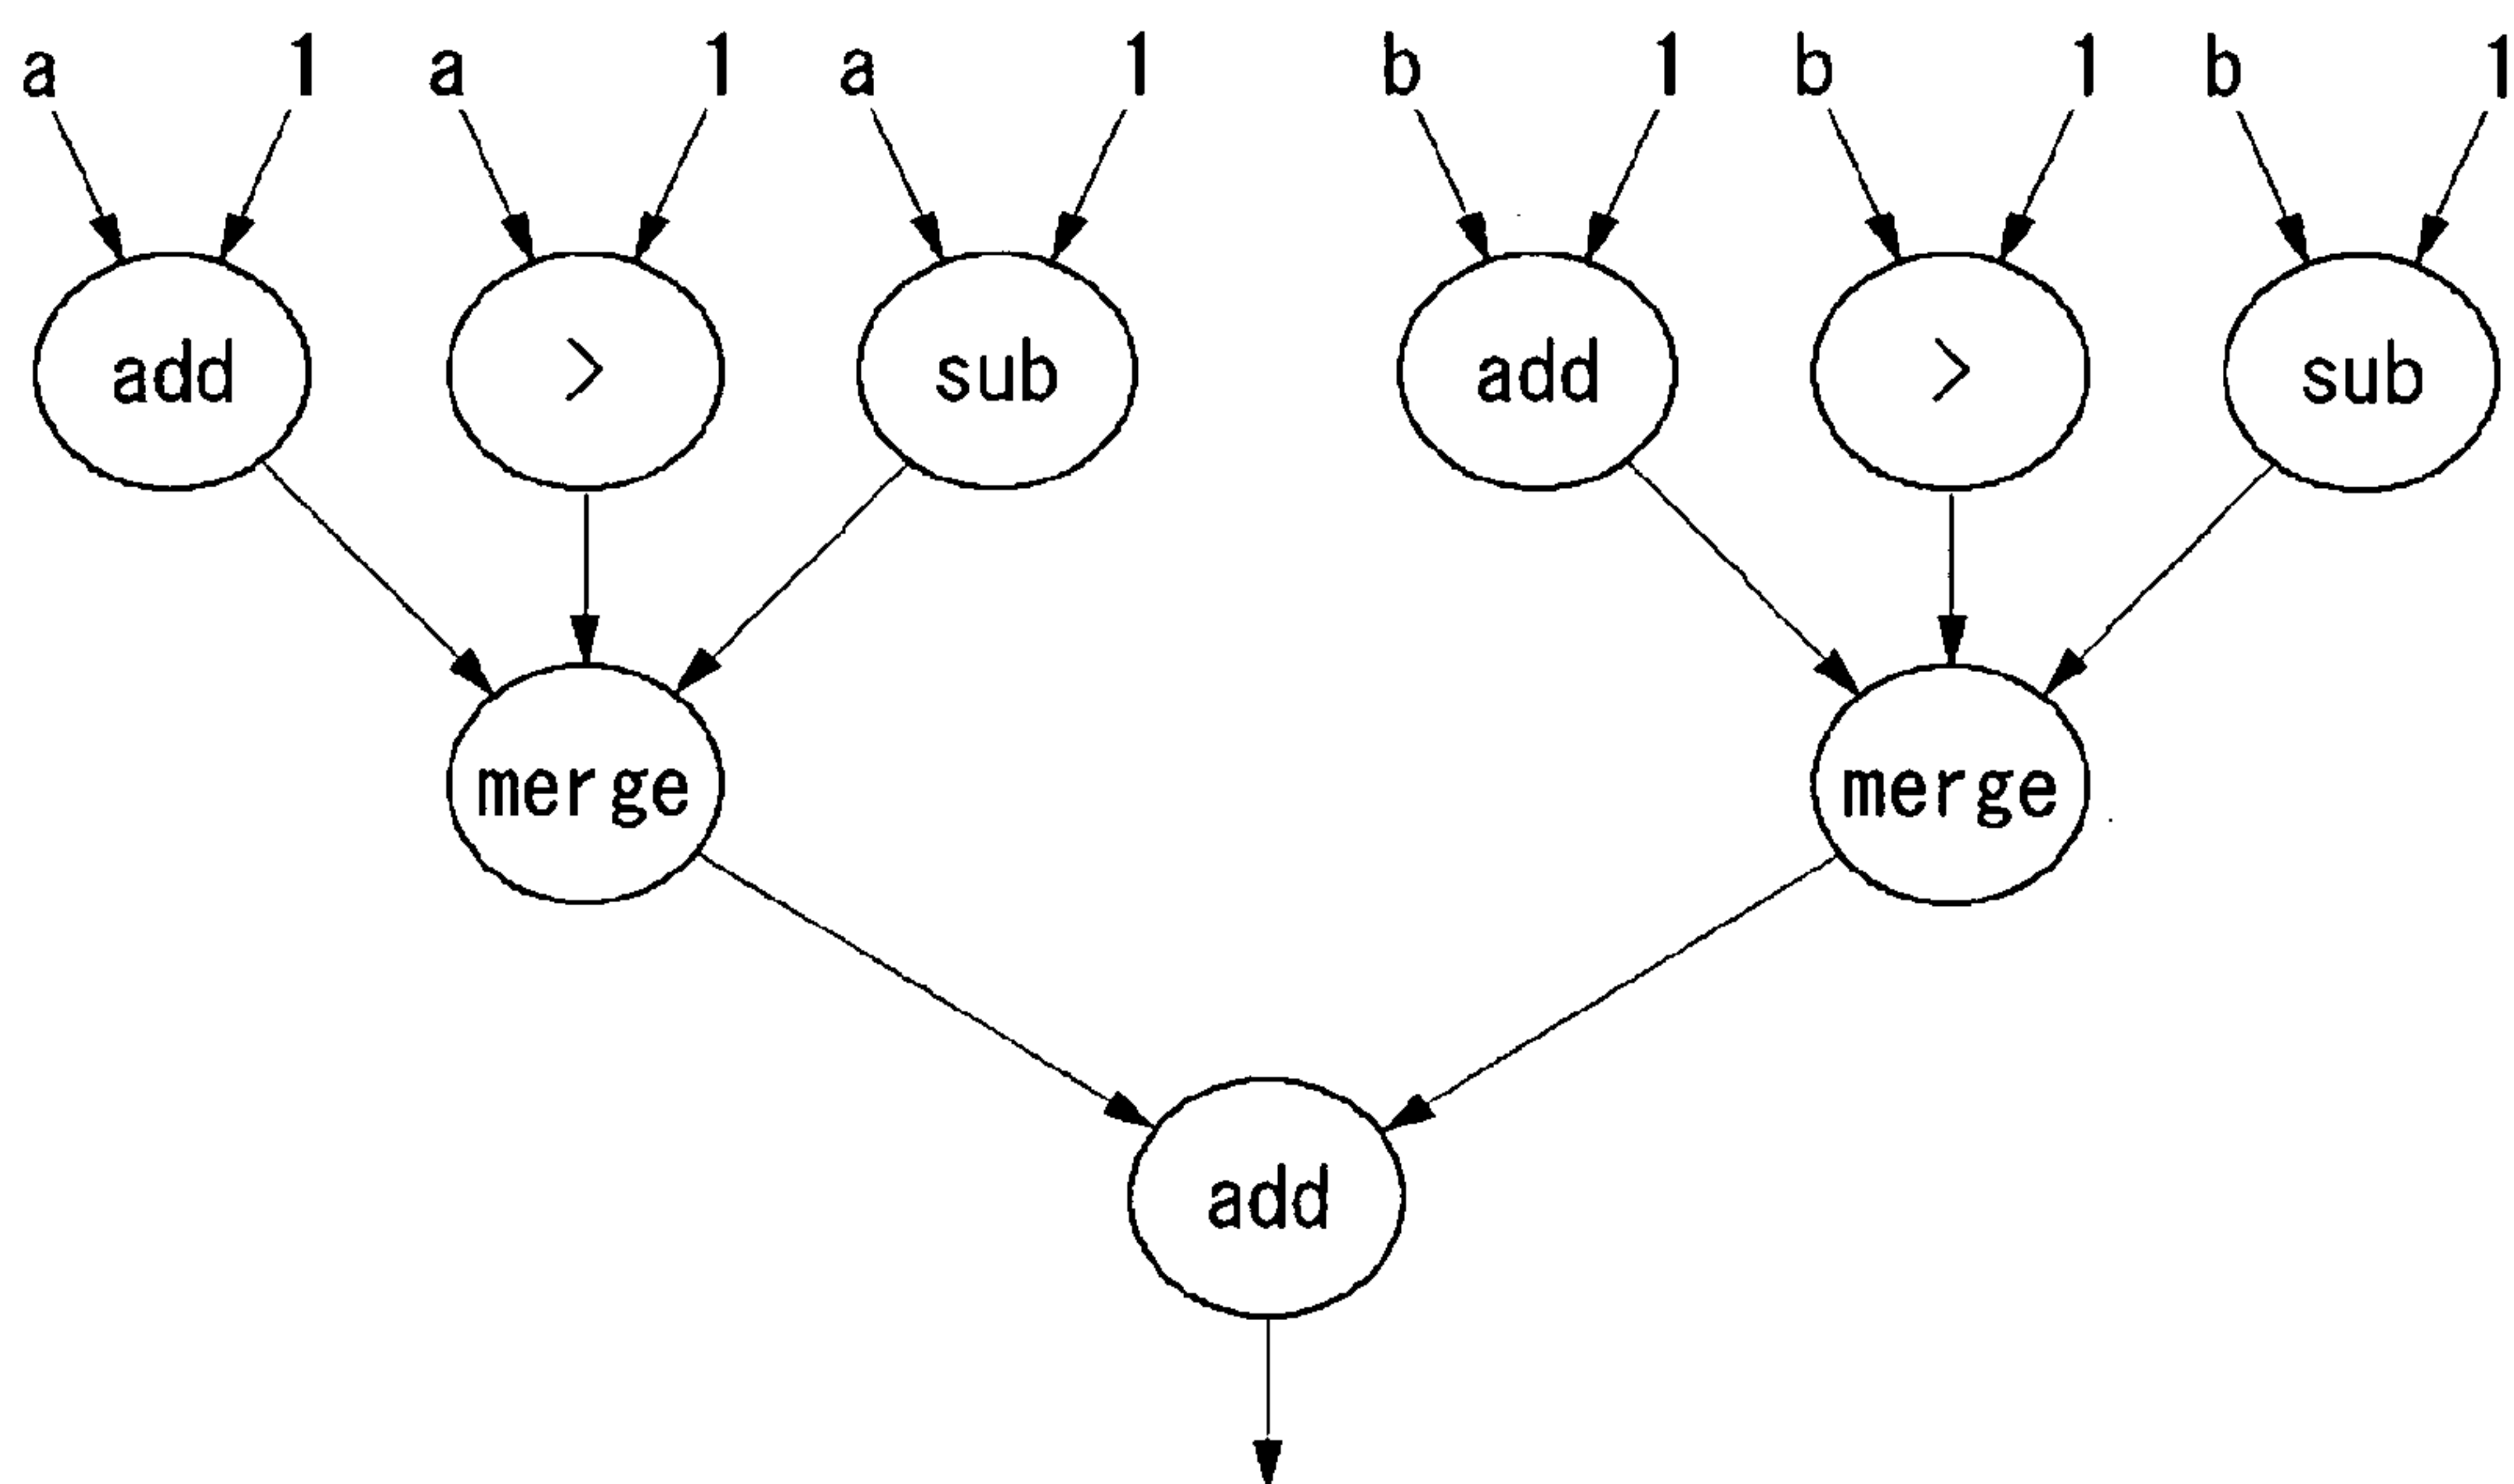 a 1 a 1 a 1 b 1 b 1 b 1
add > sub add > sub
merge merge
add